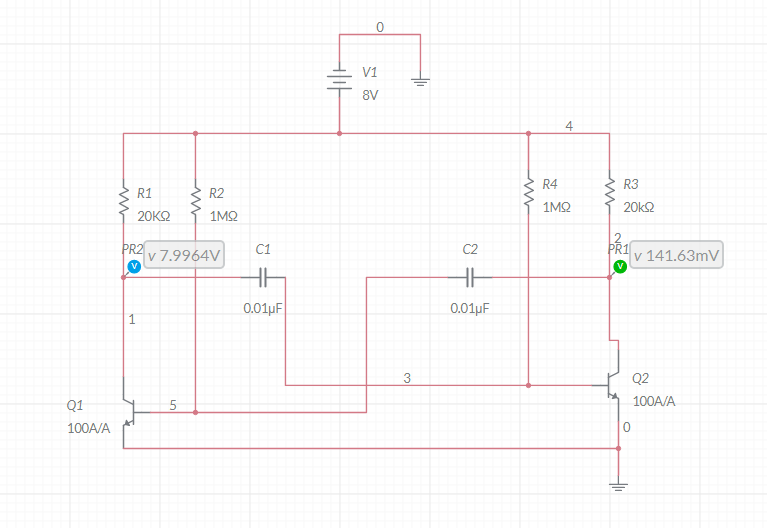 0
V1
8V
4
R1
20KΩ
R2
1MΩ
R4
1MΩ
R3
20kΩ
2
PR2
V
v 7.9964V
C1
0.01µF
C2
0.01µF
PR1
V
v 141.63mV
1
3
Q1
100A/A
5
Q2
100A/A
0